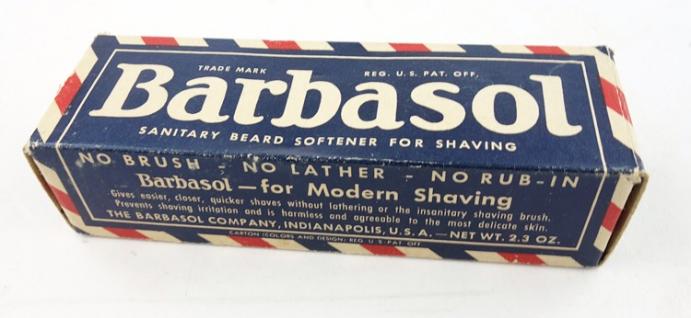 TRADE MARK REG. U.S. PAT. OFF.
Barbasol
SANITARY BEARD SOFTENER FOR SHAVING
NO BRUSH - NO LATHER - NO RUB-IN
Barbasol—for Modern Shaving
Gives easier, closer, quicker shaves without lathering or the insanitary shaving brush.
Prevents shaving irritation and is harmless and agreeable to the most delicate skin.
THE BARBASOL COMPANY, INDIANAPOLIS, U.S.A.—NET WT. 2.3 OZ.
CARTON (COLORS AND DESIGN) REG. U.S. PAT. OFF